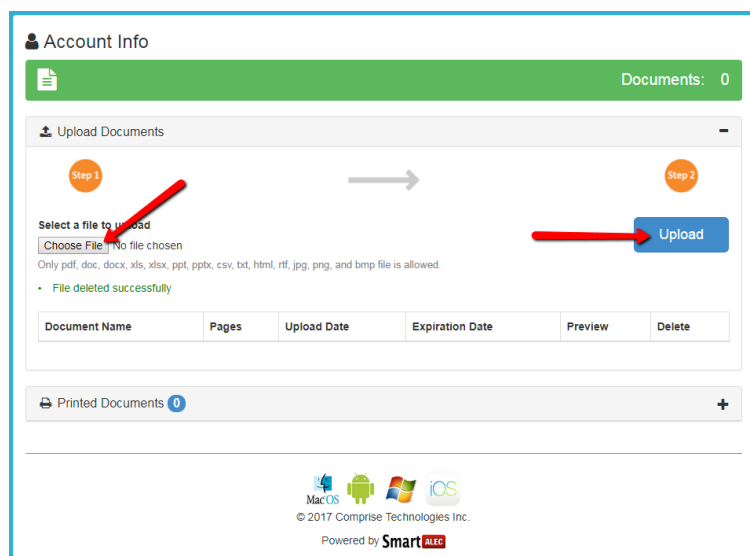 Account Info
Documents: 0
Upload Documents
Step 1
Step 2
Select a file to upload
Choose File No file chosen
Upload
Only pdf, doc, docx, xls, xlsx, ppt, pptx, csv, txt, html, rtf, jpg, png, and bmp file is allowed.
File deleted successfully
Document Name Pages Upload Date Expiration Date Preview Delete
Printed Documents 0
MacOS iOS
© 2017 Comprise Technologies Inc.
Powered by Smart ALEC